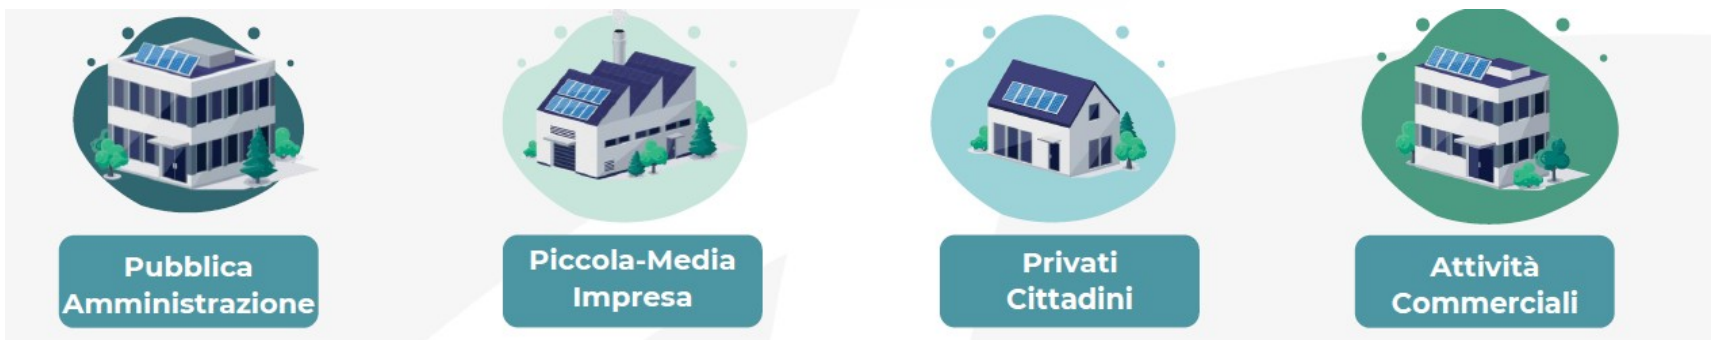 Pubblica
Amministrazione
Piccola-Media
Impresa
Privati
Cittadini
Attività
Commerciali